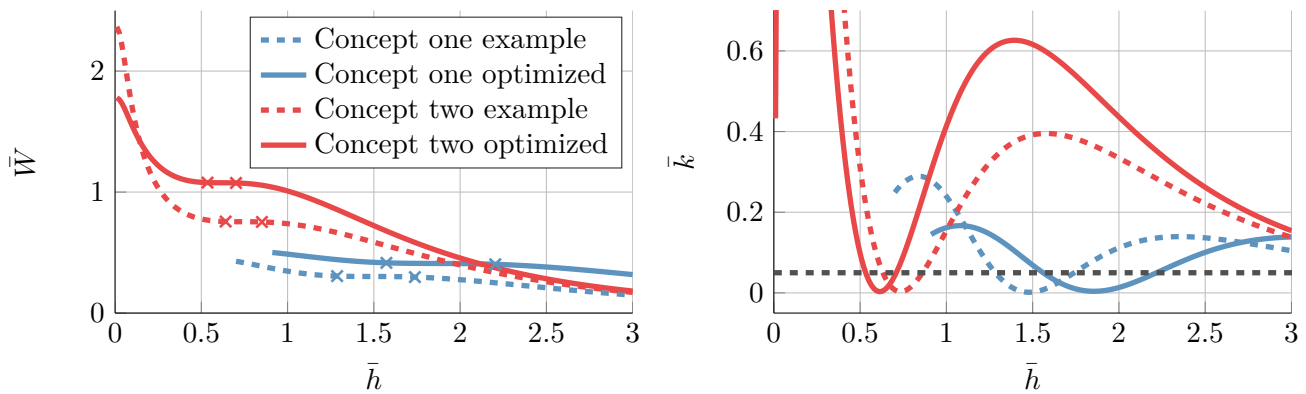 W̄
2
1
0
0
0.5
1
1.5
2
2.5
3
h̄
Concept one example
Concept one optimized
Concept two example
Concept two optimized
k̄
0.6
0.4
0.2
0
0
0.5
1
1.5
2
2.5
3
h̄